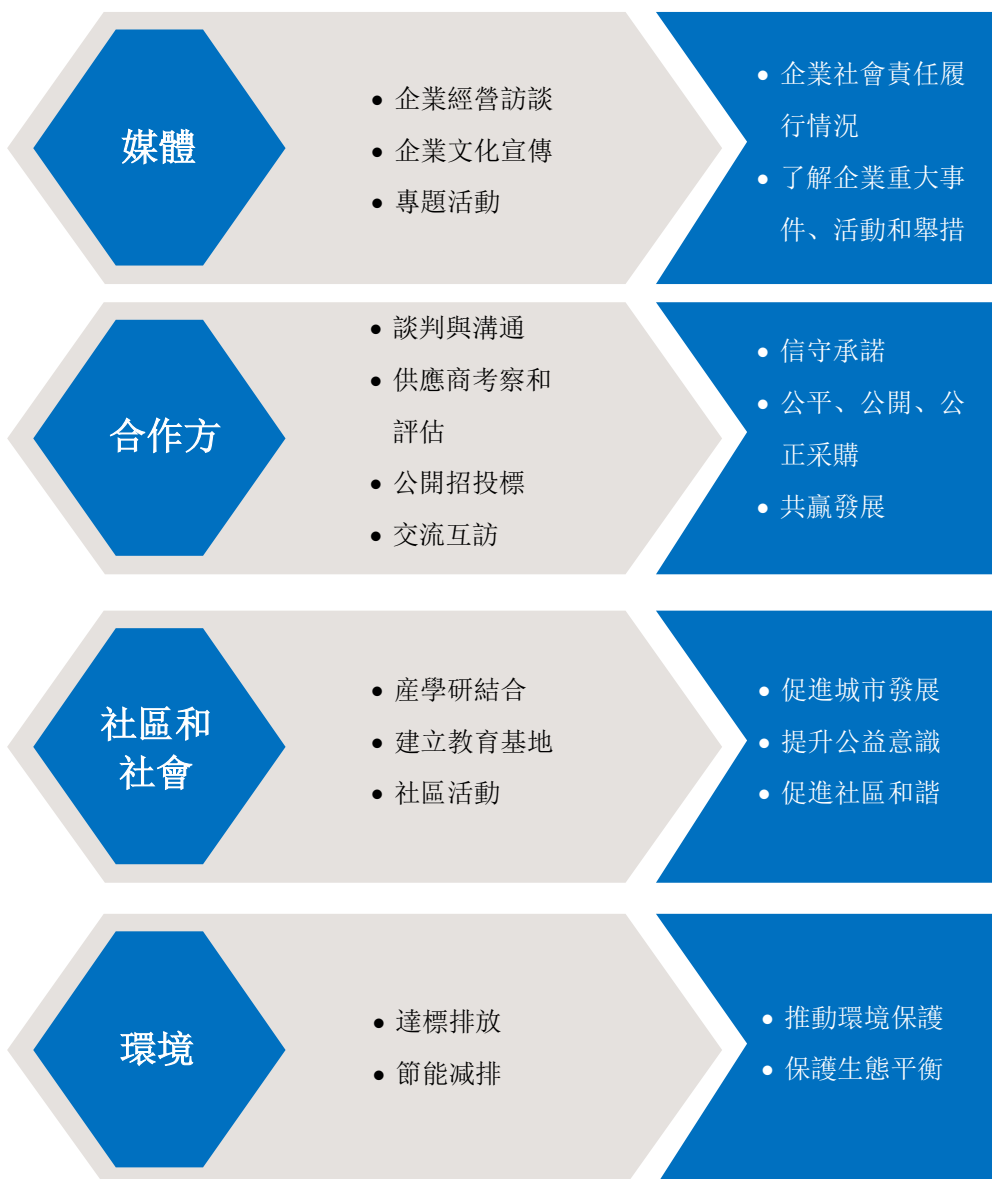 媒體
• 企業經營訪談
• 企業文化宣傳
• 專題活動
• 企業社會責任履
行情況
• 了解企業重大事
件、活動和舉措
合作方
• 談判與溝通
• 供應商考察和
評估
• 公開招投標
• 交流互訪
• 信守承諾
• 公平、公開、公
正采購
• 共贏發展
社區和
社會
• 産學研結合
• 建立教育基地
• 社區活動
• 促進城市發展
• 提升公益意識
• 促進社區和諧
環境
• 達標排放
• 節能減排
• 推動環境保護
• 保護生態平衡